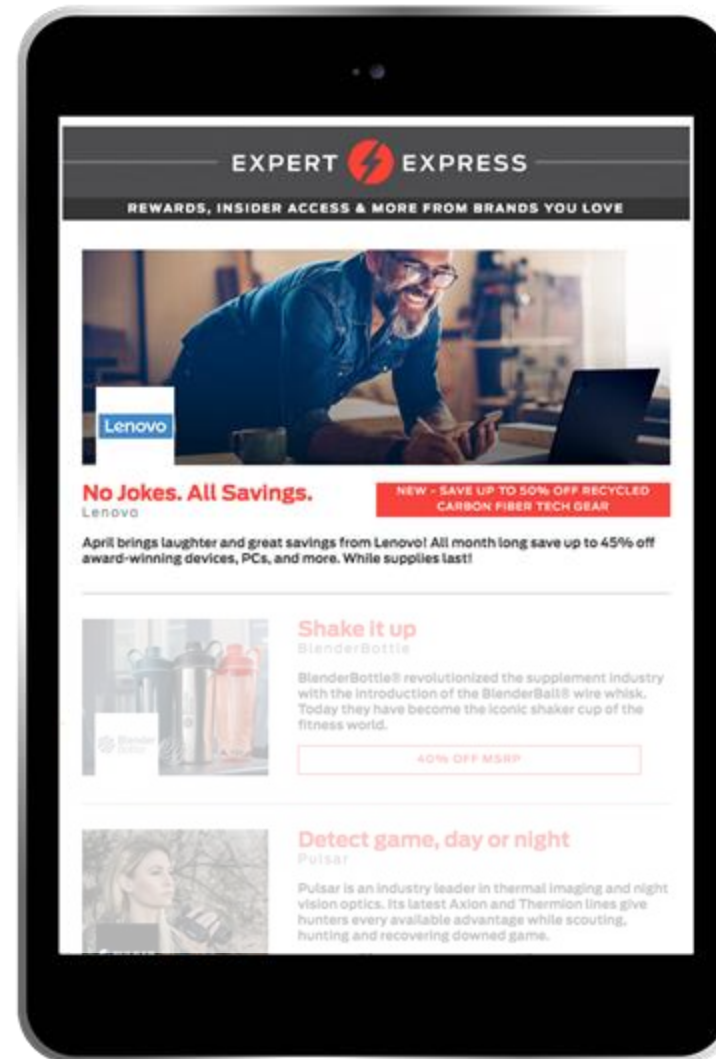 EXPERT EXPRESS
REWARDS, INSIDER ACCESS & MORE FROM BRANDS YOU LOVE
Lenovo
No Jokes. All Savings.
Lenovo
NEW - SAVE UP TO 50% OFF RECYCLED
CARBON FIBER TECH GEAR
April brings laughter and great savings from Lenovo! All month long save up to 45% off
award-winning devices, PCs, and more. While supplies last!
Shake it up
BlenderBottle
BlenderBottle® revolutionized the supplement industry
with the introduction of the BlenderBall® wire whisk.
Today they have become the iconic shaker cup of the
fitness world.
Blender
Bottle
40% OFF MSRP
Detect game, day or night
Pulsar
Pulsar is an industry leader in thermal imaging and night
vision optics. Its latest Axion and Thermion lines give
hunters every available advantage while scouting,
hunting and recovering downed game.